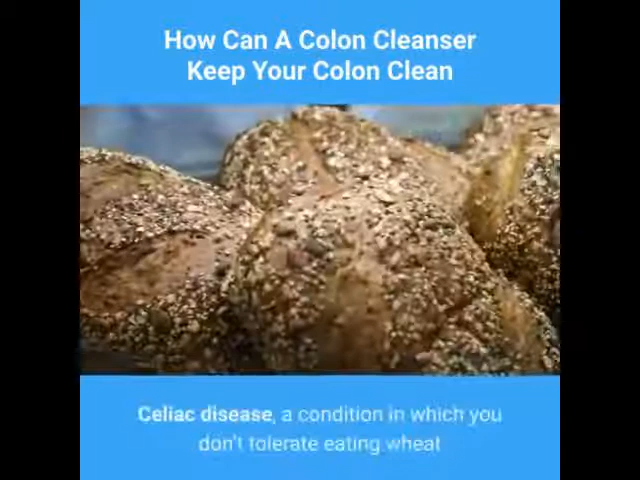 How Can A Colon Cleanser
Keep Your Colon Clean
Celiac disease, a condition in which you
don't tolerate eating wheat